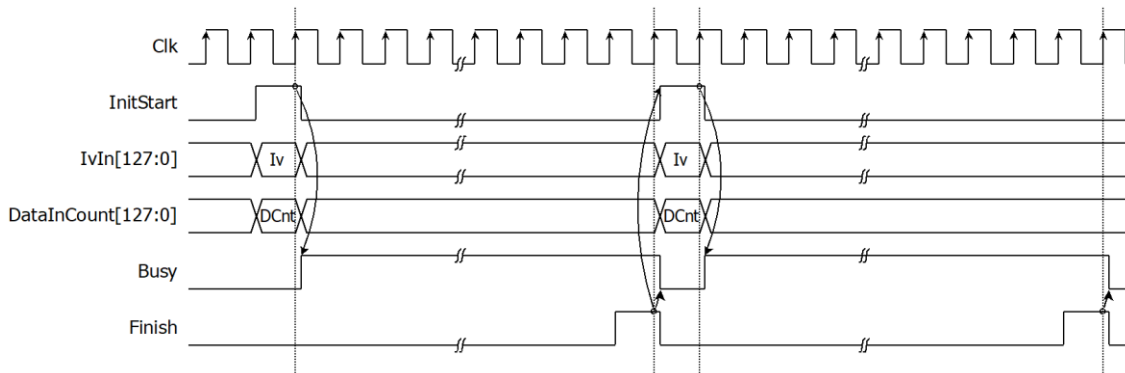 Clk
InitStart
IvIn[127:0] Iv Iv
DataInCount[127:0] DCnt DCnt
Busy
Finish